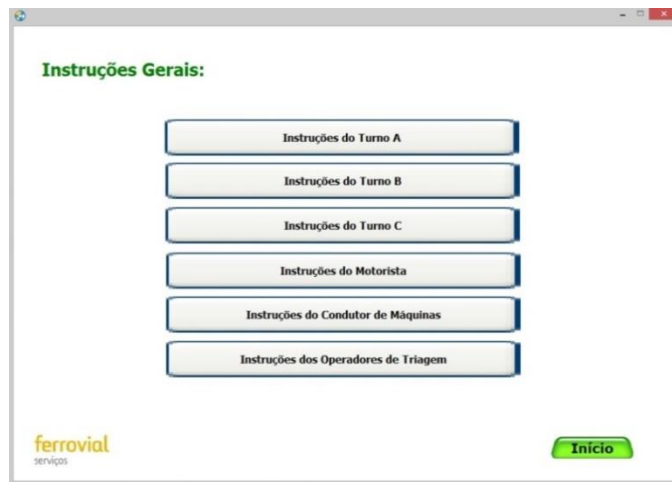 Instruções Gerais:
Instruções do Turno A
Instruções do Turno B
Instruções do Turno C
Instruções do Motorista
Instruções do Condutor de Máquinas
Instruções dos Operadores de Triagem
ferrovial
serviços
Início